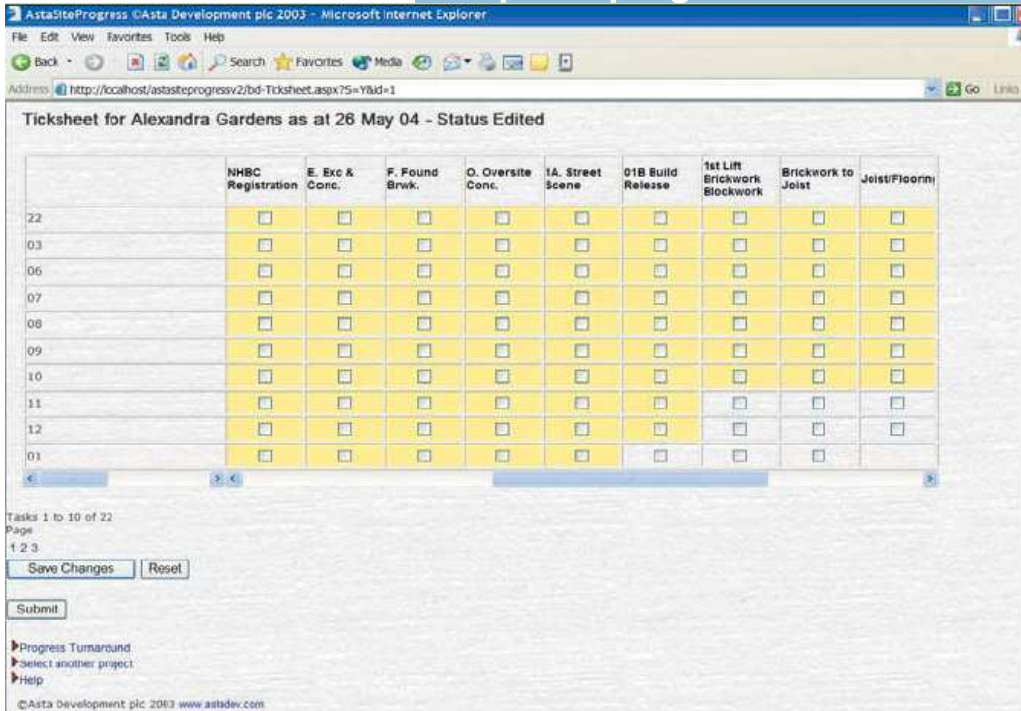 AstaSiteProgress ©Asta Development plc 2003 - Microsoft Internet Explorer
File Edit View Favorites Tools Help
Back Search Favorites Media
Address http://localhost/astasiteprogressv2/bd-Ticksheet.aspx?S=Y&id=1 Go Links
Ticksheet for Alexandra Gardens as at 26 May 04 - Status Edited
NHBC Registration E. Exc & Conc. F. Found Brwk. O. Oversite Conc. 1A. Street Scene 01B Build Release 1st Lift Brickwork Blockwork Brickwork to Joist Joist/Flooring
22
03
06
07
08
09
10
11
12
01
Tasks 1 to 10 of 22
Page
1 2 3
Save Changes Reset
Submit
Progress Turnaround
Select another project
Help
©Asta Development plc 2003 www.astadev.com